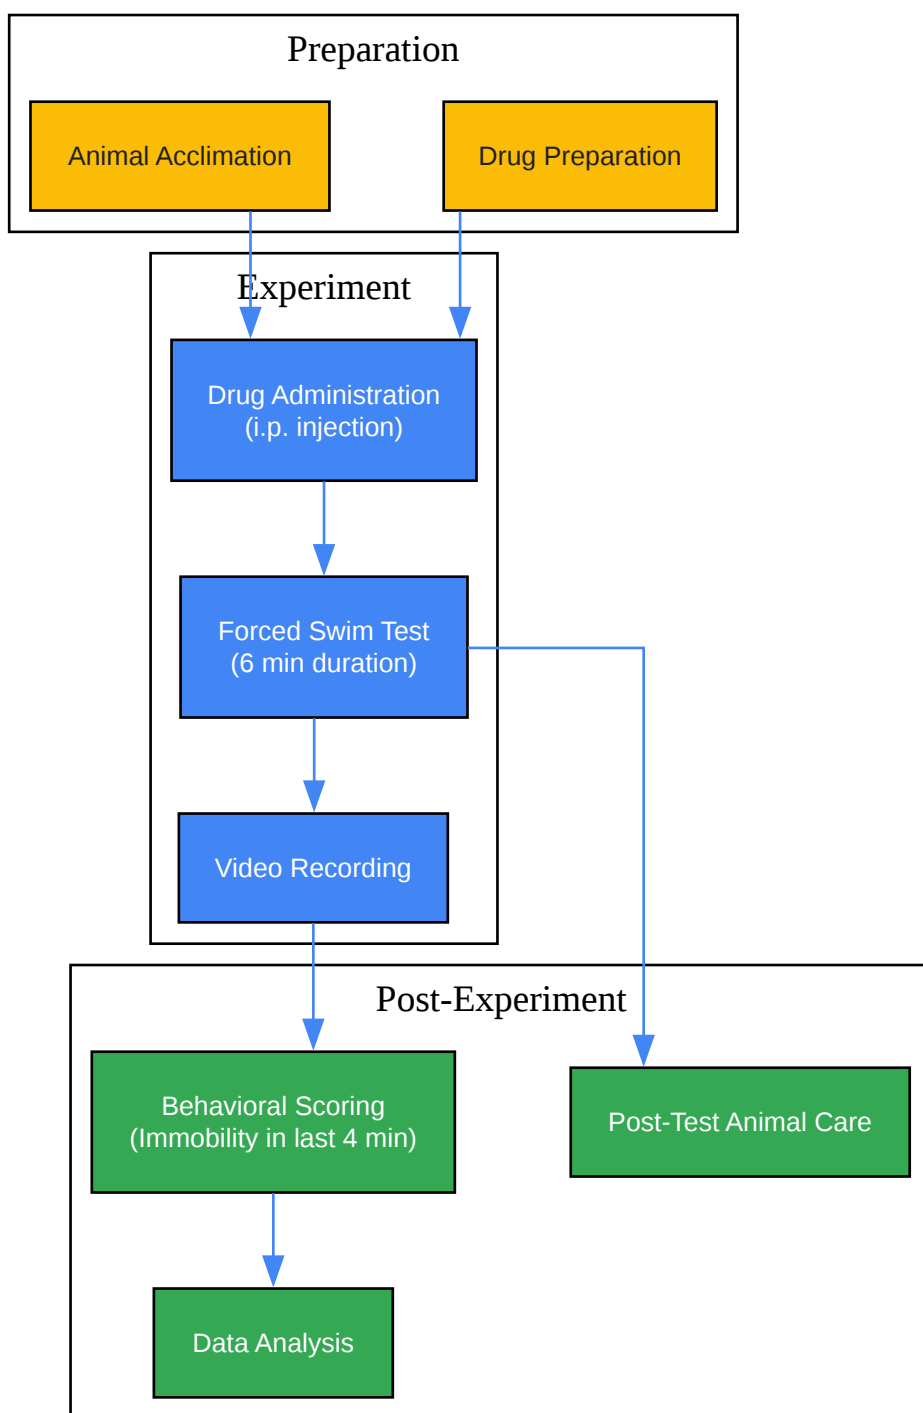 Preparation
Animal Acclimation
Drug Preparation
Experiment
Drug Administration
(i.p. injection)
Forced Swim Test
(6 min duration)
Video Recording
Post-Experiment
Behavioral Scoring
(Immobility in last 4 min)
Post-Test Animal Care
Data Analysis